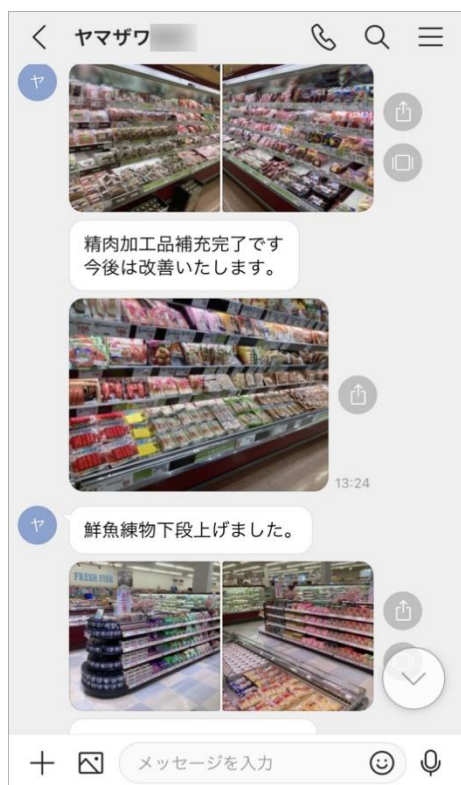 ヤマザワ
ヤ
精肉加工品補充完了です
今後は改善いたします。
13:24
ヤ
鮮魚練物下段上げました。
FRESH FISH
メッセージを入力